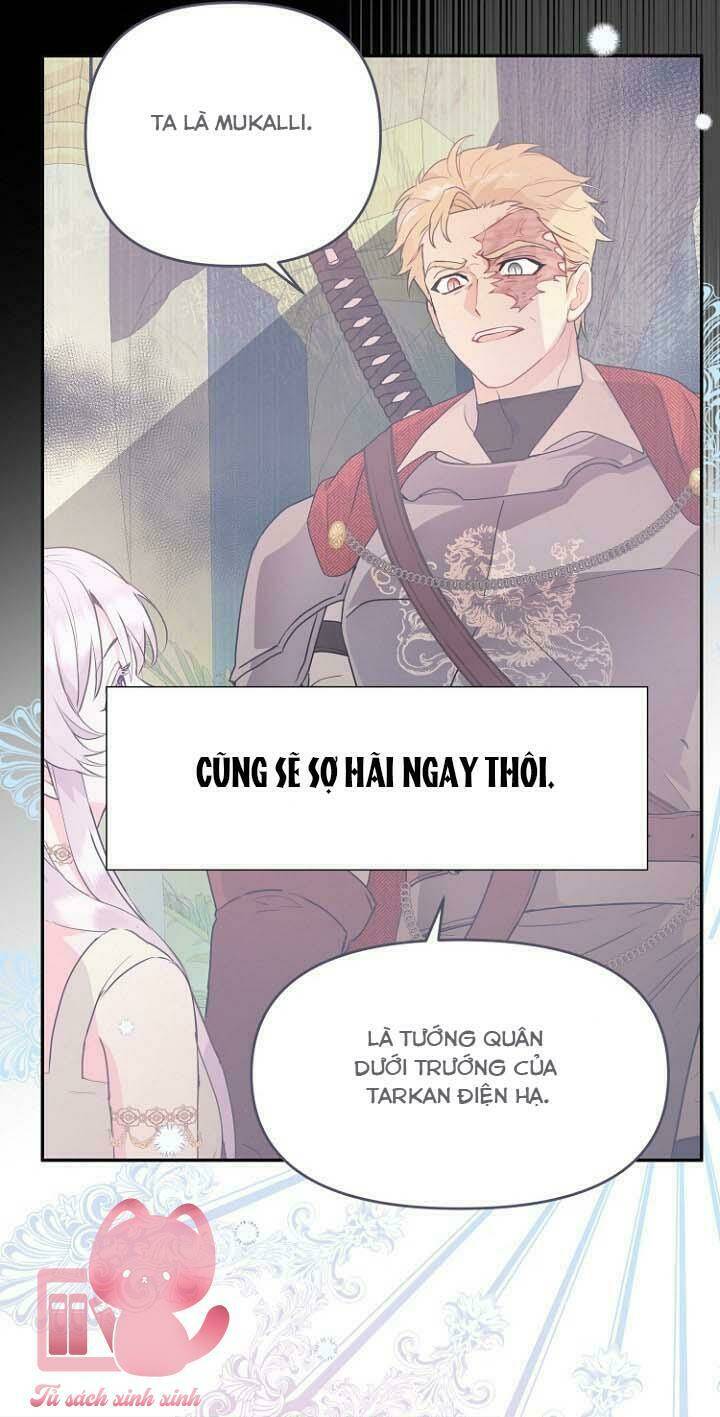 TA LÀ MUKALLI.
CŨNG SẼ SỢ HÃI NGAY THÔI.
LÀ TƯỚNG QUÂN
DƯỚI TRƯỚNG CỦA
TARKAN ĐIỆN HẠ.
Tủ sách xinh xinh